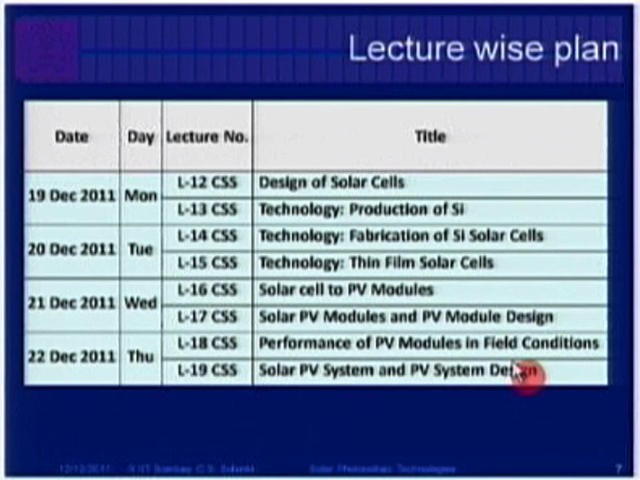 Lecture wise plan
Date Day Lecture No. Title
19 Dec 2011 Mon L-12 CSS Design of Solar Cells
L-13 CSS Technology: Production of Si
20 Dec 2011 Tue L-14 CSS Technology: Fabrication of Si Solar Cells
L-15 CSS Technology: Thin Film Solar Cells
21 Dec 2011 Wed L-16 CSS Solar cell to PV Modules
L-17 CSS Solar PV Modules and PV Module Design
22 Dec 2011 Thu L-18 CSS Performance of PV Modules in Field Conditions
L-19 CSS Solar PV System and PV System Design
Solar Photovoltaic Technologies 7